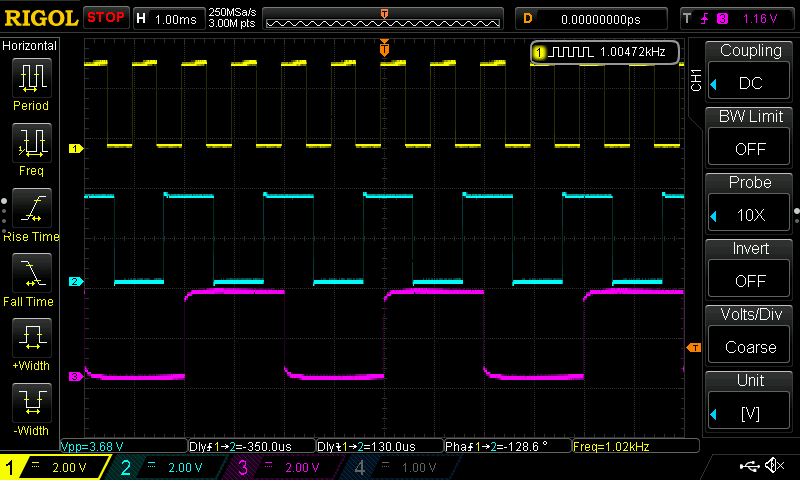 RIGOL STOP H 1.00ms 250MSa/s 3.00M pts T D 0.00000000ps T 3 1.16 V
Horizontal
Period
Freq
Rise Time
Fall Time
+Width
-Width
T
1 1.00472kHz
1
2
3
T
CH1
Coupling
DC
BW Limit
OFF
Probe
10X
Invert
OFF
Volts/Div
Coarse
Unit
[V]
Vpp=3.68 V Dly1→2=-350.0us Dly1→2=130.0us Pha1→2=-128.6 ° Freq=1.02kHz
1 = 2.00 V 2 = 2.00 V 3 = 2.00 V 4 = 1.00 V